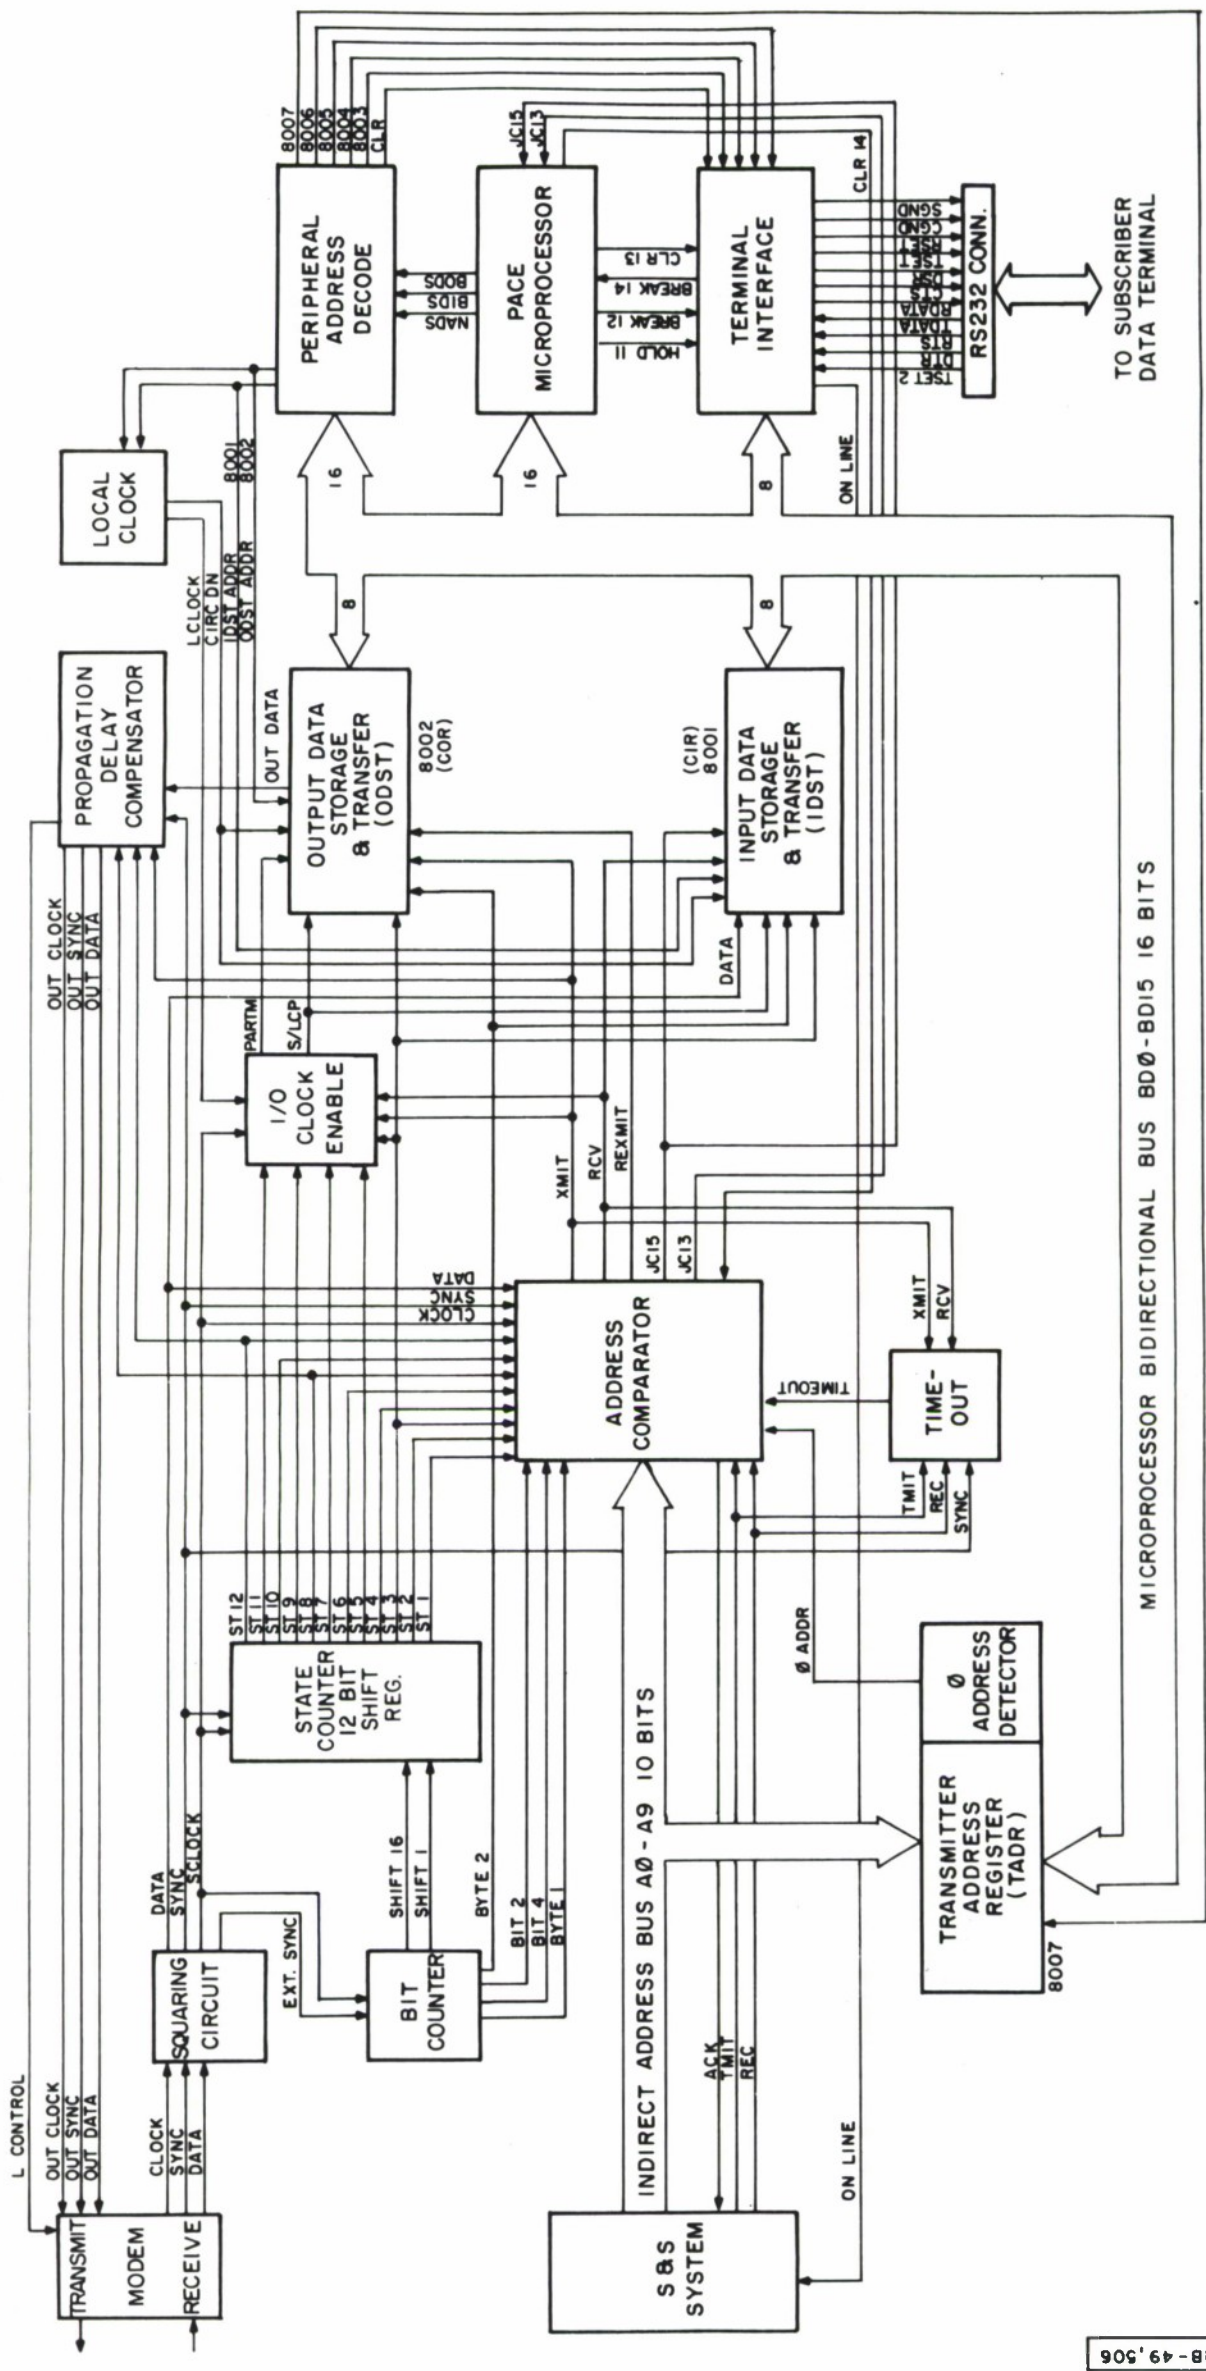 L CONTROL
OUT CLOCK
OUT SYNC
OUT DATA
TRANSMIT
MODEM
RECEIVE
CLOCK
SYNC
DATA
SQUARING
CIRCUIT
DATA
SYNC
SCLOCK
EXT. SYNC
BIT
COUNTER
SHIFT 16
SHIFT 1
BYTE 2
BIT 2
BIT 4
BYTE 1
STATE
COUNTER
12 BIT
SHIFT
REG.
ST 12
ST 11
ST 10
ST 9
ST 8
ST 7
ST 6
ST 5
ST 4
ST 3
ST 2
ST 1
OUT CLOCK
OUT SYNC
OUT DATA
PROPAGATION
DELAY
COMPENSATOR
LOCAL
CLOCK
LCLOCK
CIRC DN
IDST ADDR
ODST ADDR
8001
8002
I/O
CLOCK
ENABLE
PARTM
S/LCP
OUT DATA
OUTPUT DATA
STORAGE
& TRANSFER
(ODST)
8002
(COR)
(CIR)
8001
INPUT DATA
STORAGE
& TRANSFER
(IDST)
DATA
8
8
16
16
8
PERIPHERAL
ADDRESS
DECODE
8007
8006
8005
8004
8003
CLR
NADS
BIDS
BODS
PACE
MICROPROCESSOR
JC15
JC13
HOLD 11
BREAK 12
BREAK 14
CLR 13
TERMINAL
INTERFACE
CLR 14
ON LINE
TSET 2
DTR
RTS
TDATA
RDATA
CTS
TSET
RSET
CGND
SGND
RS232 CONN.
TO SUBSCRIBER
DATA TERMINAL
CLOCK
SYNC
DATA
ADDRESS
COMPARATOR
XMIT
RCV
REXMIT
JC15
JC13
TIMEOUT
XMIT
RCV
TIME-
OUT
TMIT
REC
SYNC
Ø ADDR
S&S
SYSTEM
INDIRECT ADDRESS BUS AØ-A9 10 BITS
ACK
TMIT
REC
ON LINE
TRANSMITTER
ADDRESS
REGISTER
(TADR)
Ø
ADDRESS
DETECTOR
8007
MICROPROCESSOR BIDIRECTIONAL BUS BDØ-BD15 16 BITS
B-49,506